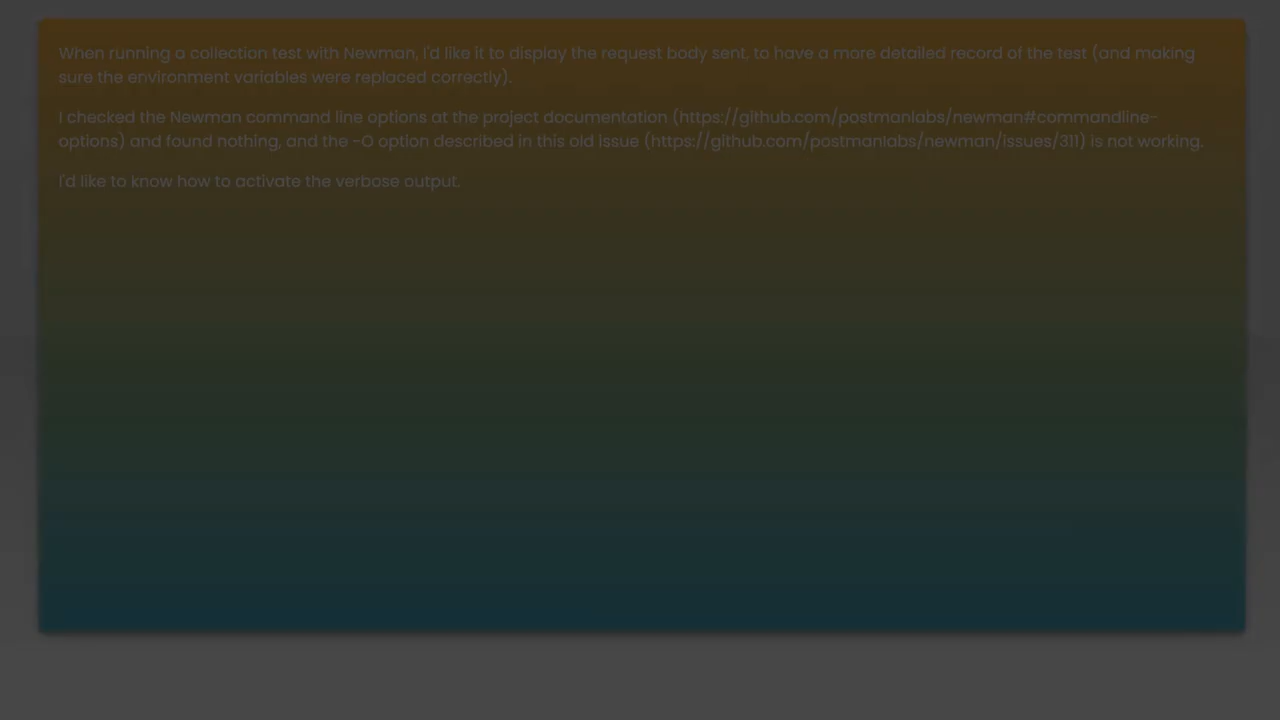 When running a collection test with Newman, I'd like it to display the request body sent, to have a more detailed record of the test (and making
sure the environment variables were replaced correctly).
I checked the Newman command line options at the project documentation (https://github.com/postmanlabs/newman#commandline-
options) and found nothing, and the -O option described in this old issue (https://github.com/postmanlabs/newman/issues/311) is not working.
I'd like to know how to activate the verbose output.